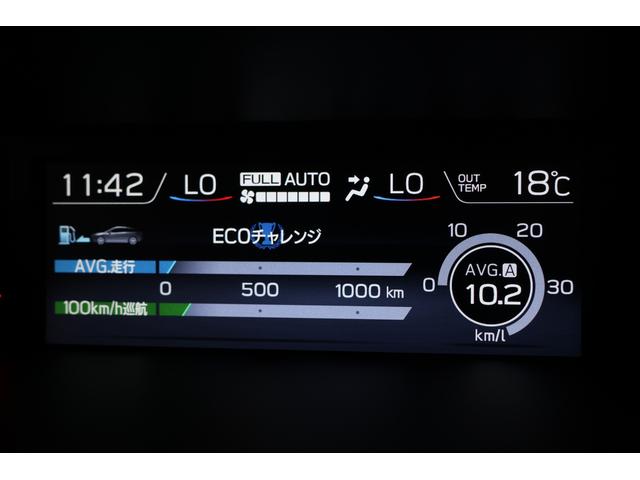 11:42 LO FULL AUTO LO OUT TEMP 18℃
ECOチャレンジ
AVG.走行
0 500 1000 km
100km/h巡航
0 10 20 30
AVG.A
10.2
km/l